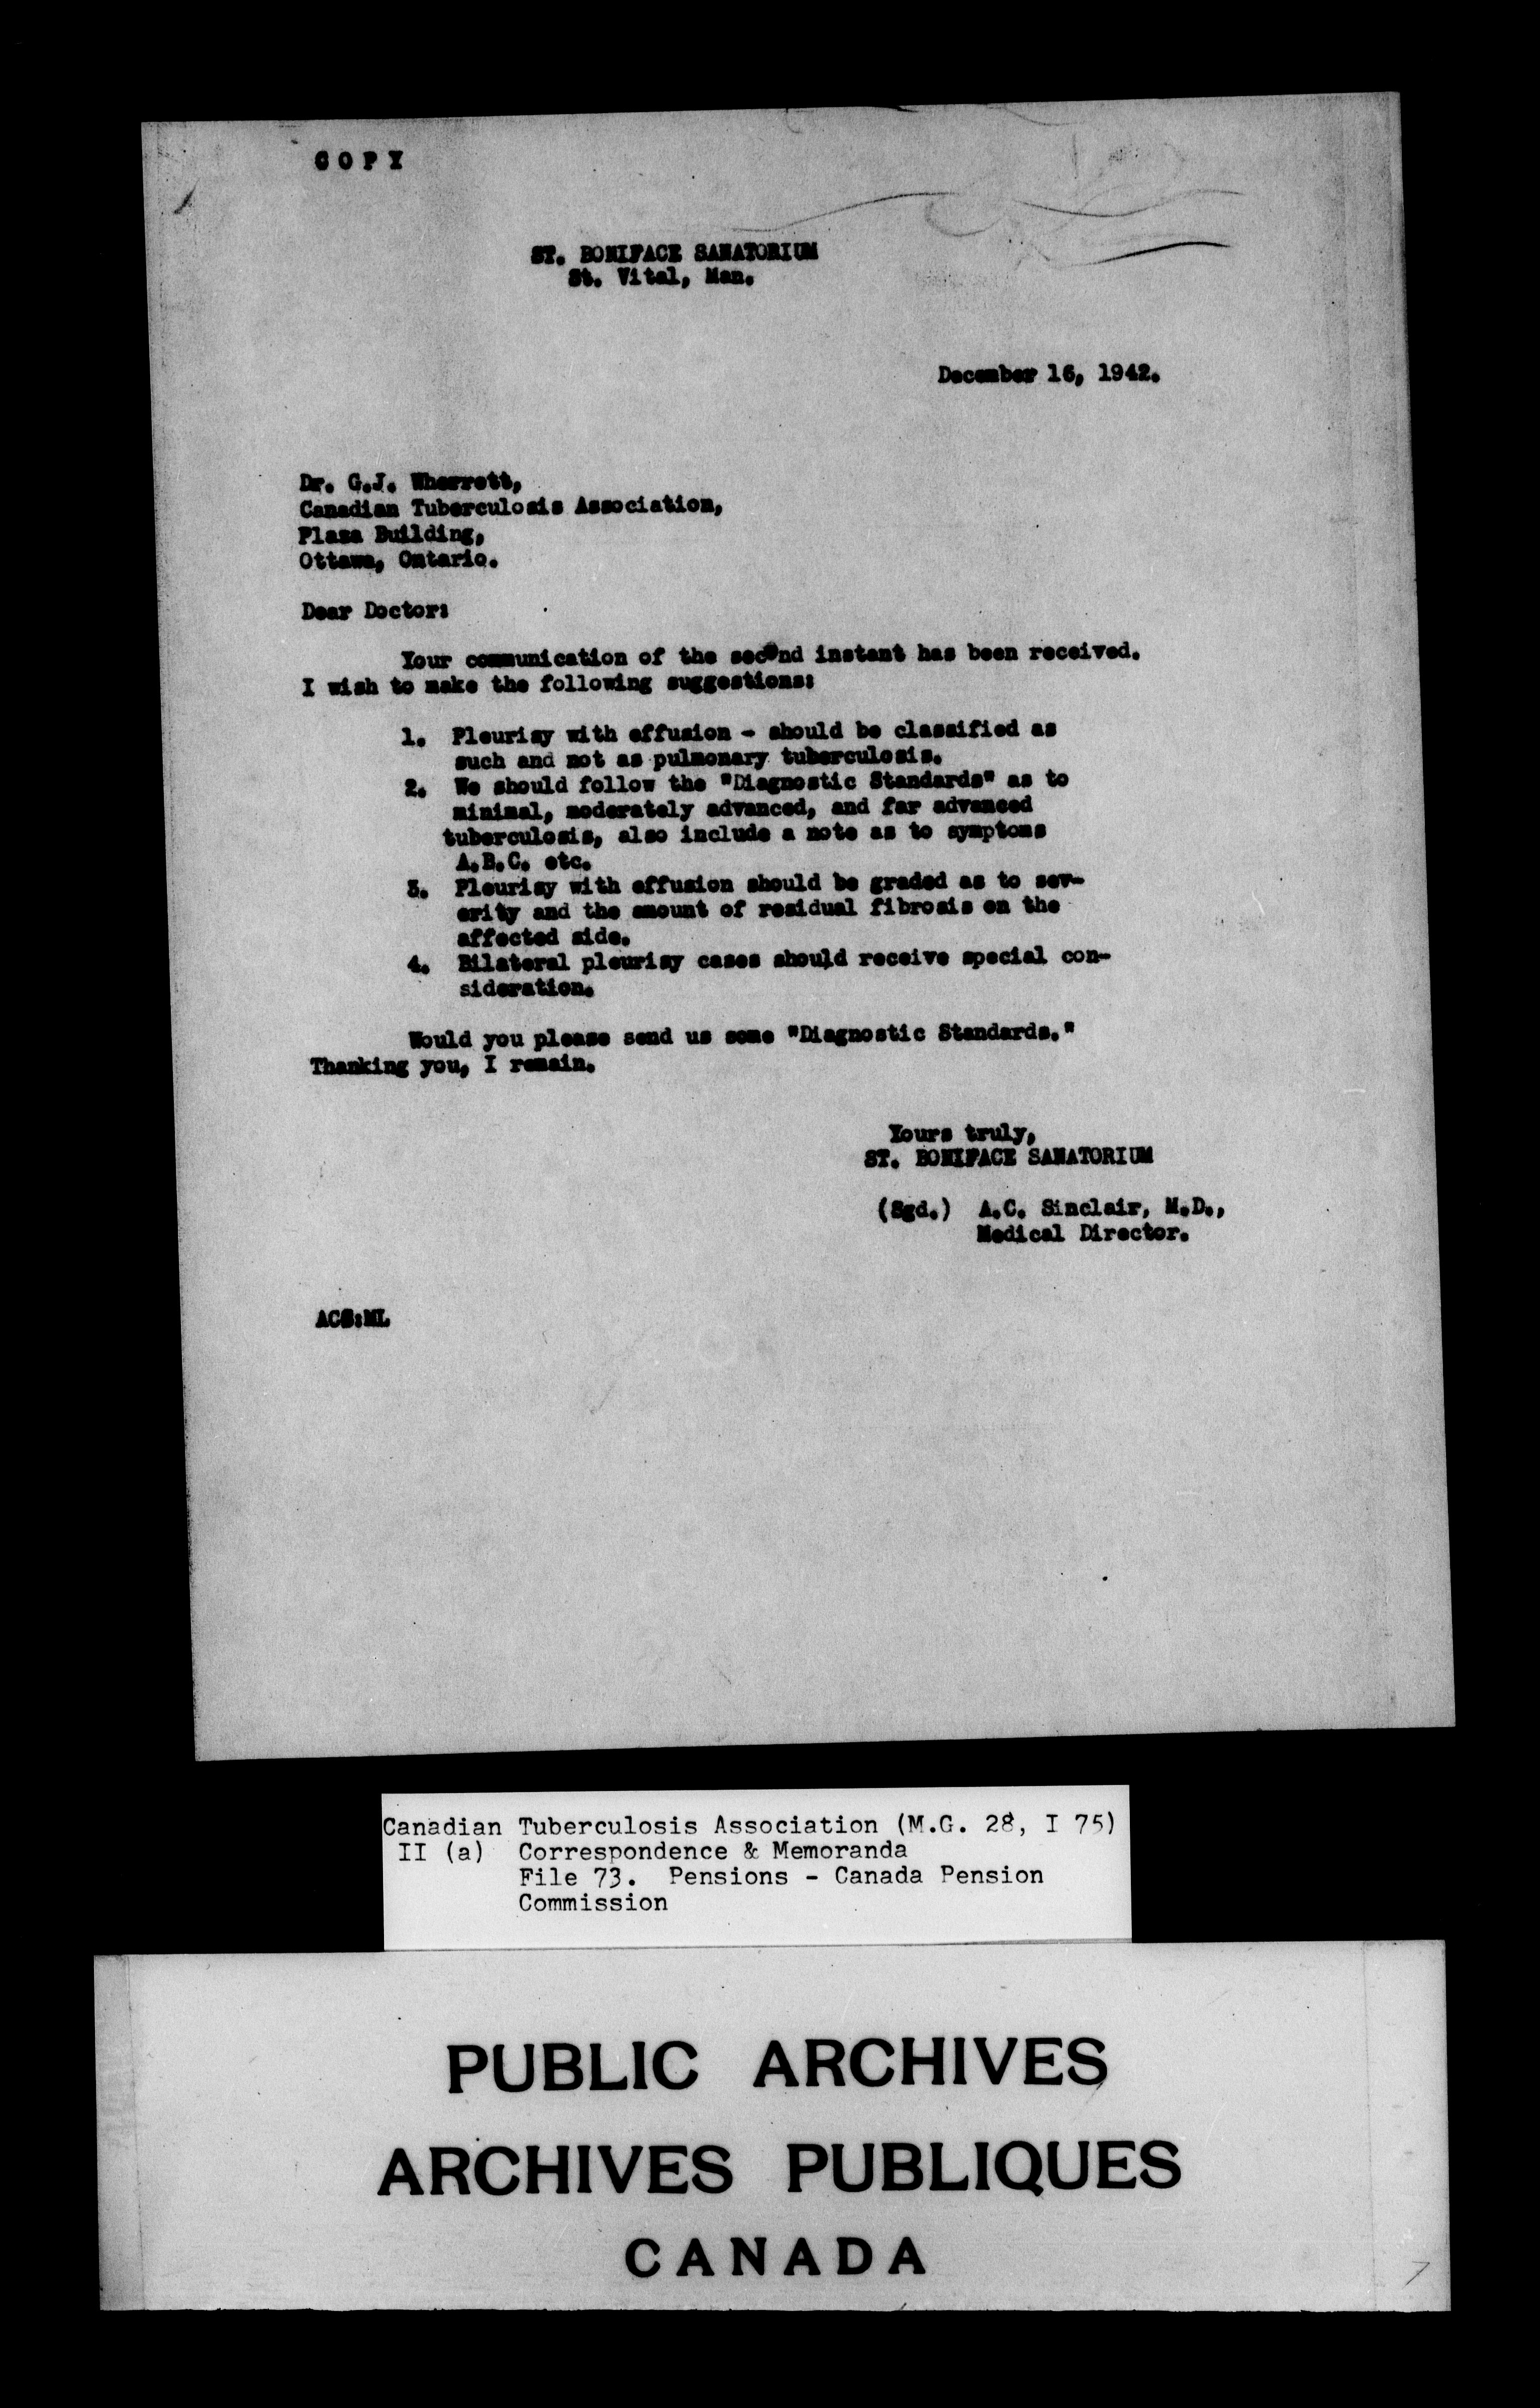 COPY
ST. BONIFACE SANATORIUM
St. Vital, Man.
December 16, 1942.
Dr. G.J. Wherrett,
Canadian Tuberculosis Association,
Plaza Building,
Ottawa, Ontario.
Dear Doctor:
Your communication of the second instant has been received.
I wish to make the following suggestions:
1. Pleurisy with effusion - should be classified as
such and not as pulmonary tuberculosis.
2. We should follow the "Diagnostic Standards" as to
minimal, moderately advanced, and far advanced
tuberculosis, also include a note as to symptoms
A.B.C. etc.
3. Pleurisy with effusion should be graded as to sev-
erity and the amount of residual fibrosis on the
affected side.
4. Bilateral pleurisy cases should receive special con-
sideration.
Would you please send us some "Diagnostic Standards."
Thanking you, I remain.
Yours truly,
ST. BONIFACE SANATORIUM
(Sgd.) A.C. Sinclair, M.D.,
Medical Director.
ACS:ML
Canadian Tuberculosis Association (M.G. 28, I 75)
II (a) Correspondence & Memoranda
File 73. Pensions - Canada Pension
Commission
PUBLIC ARCHIVES
ARCHIVES PUBLIQUES
CANADA